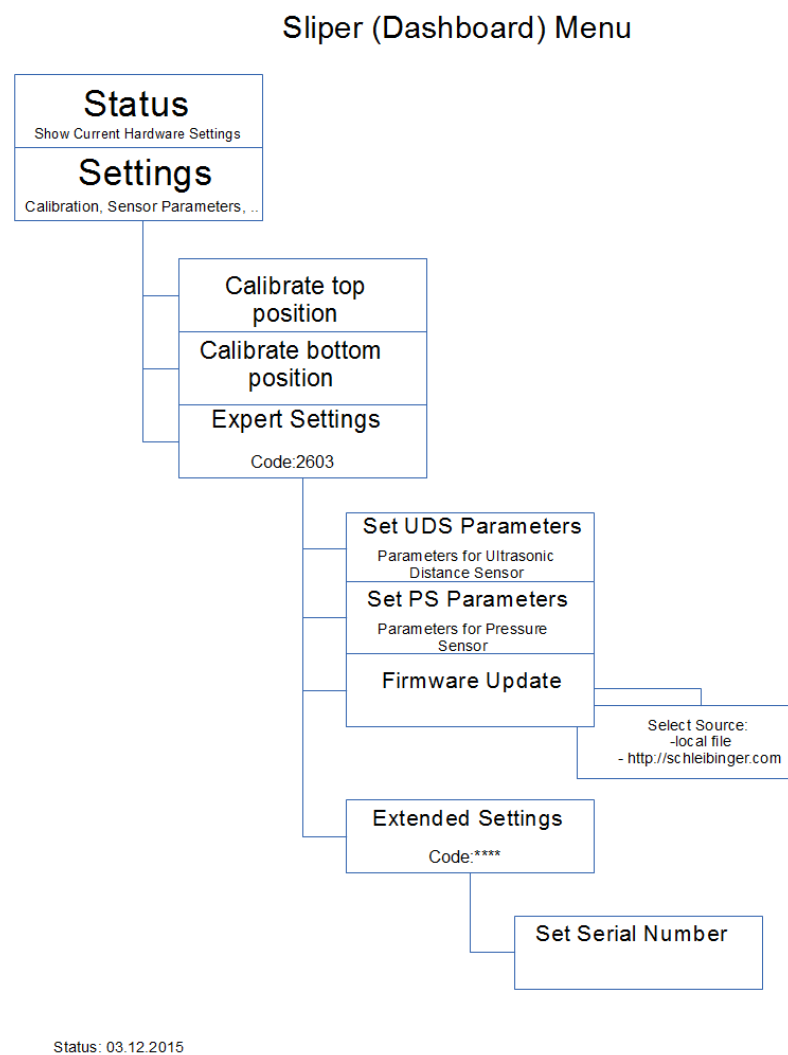 Sliper (Dashboard) Menu
Status
Show Current Hardware Settings
Settings
Calibration, Sensor Parameters, ..
Calibrate top
position
Calibrate bottom
position
Expert Settings
Code:2603
Set UDS Parameters
Parameters for Ultrasonic
Distance Sensor
Set PS Parameters
Parameters for Pressure
Sensor
Firmware Update
Select Source:
-local file
- http://schleibinger.com
Extended Settings
Code:****
Set Serial Number
Status: 03.12.2015